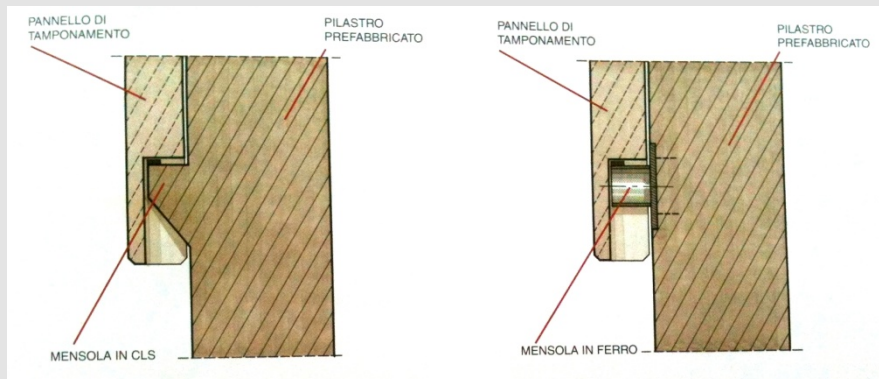 PANNELLO DI
TAMPONAMENTO
PILASTRO
PREFABBRICATO
MENSOLA IN CLS
PANNELLO DI
TAMPONAMENTO
PILASTRO
PREFABBRICATO
MENSOLA IN FERRO